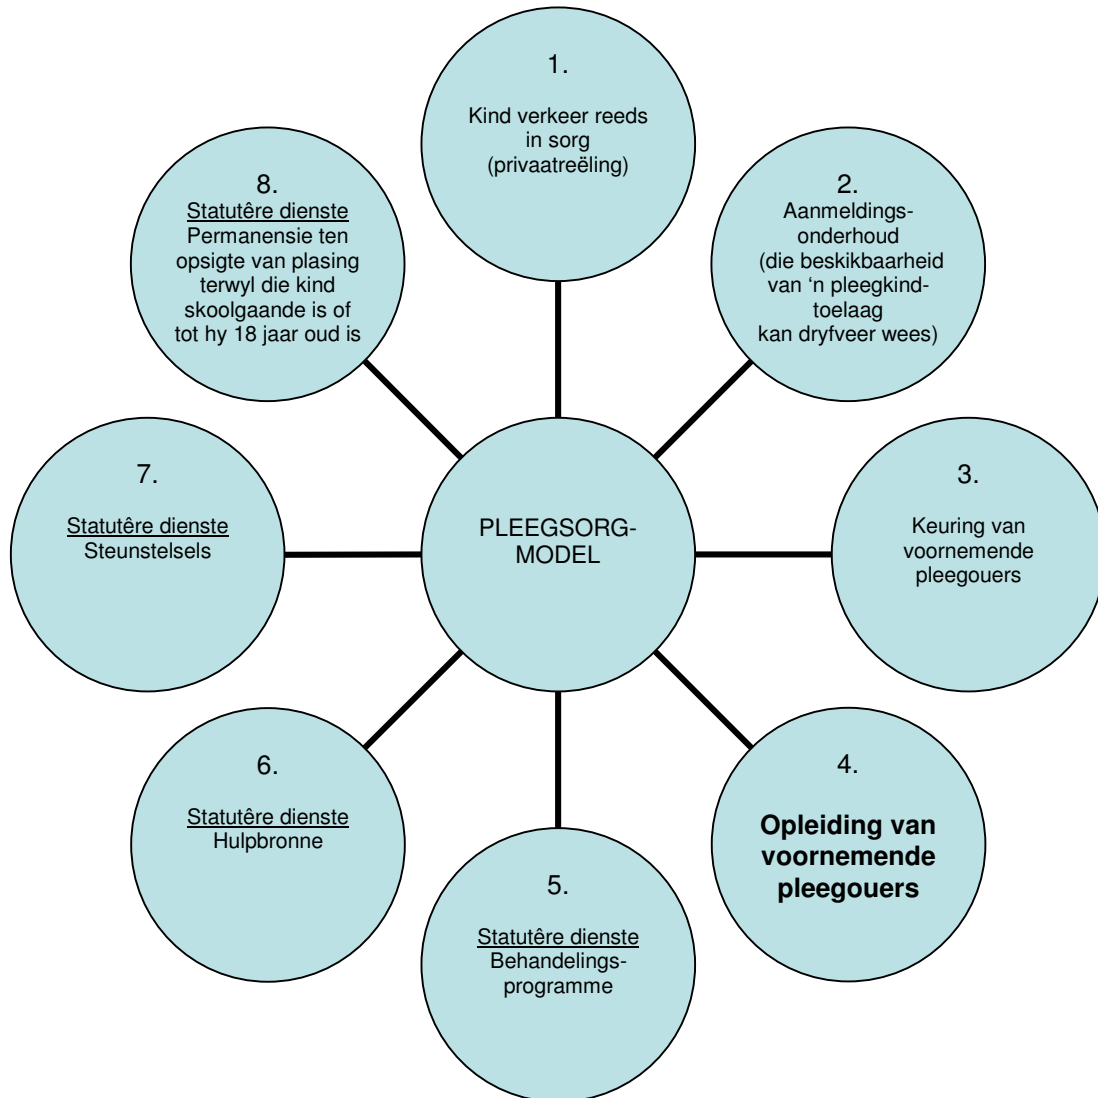 1.
Kind verkeer reeds
in sorg
(privaatreëling)
2.
Aanmeldings-
onderhoud
(die beskikbaarheid
van ‘n pleegkind-
toelaag
kan dryfveer wees)
3.
Keuring van
voornemende
pleegouers
4.
Opleiding van
voornemende
pleegouers
5.
Statutêre dienste
Behandelings-
programme
6.
Statutêre dienste
Hulpbronne
7.
Statutêre dienste
Steunstelsels
8.
Statutêre dienste
Permanensie ten
opsigte van plasing
terwyl die kind
skoolgaande is of
tot hy 18 jaar oud is
PLEEGSORG-
MODEL